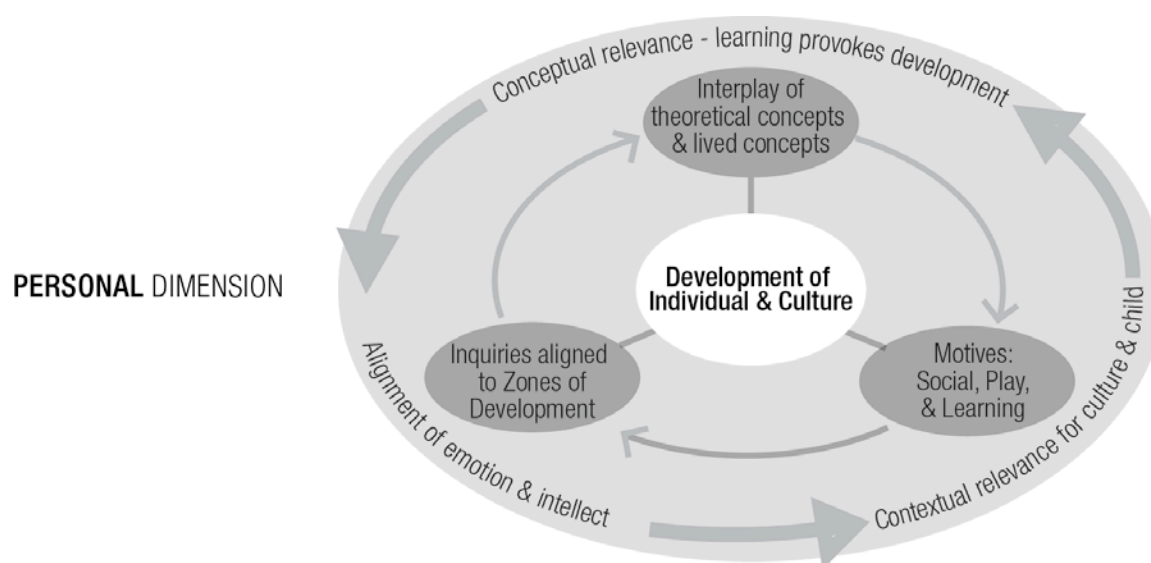 Conceptual relevance - learning provokes development
Interplay of
theoretical concepts
& lived concepts
PERSONAL DIMENSION
Development of
Individual & Culture
Inquiries aligned
to Zones of
Development
Motives:
Social, Play,
& Learning
Alignment of emotion & intellect
Contextual relevance for culture & child